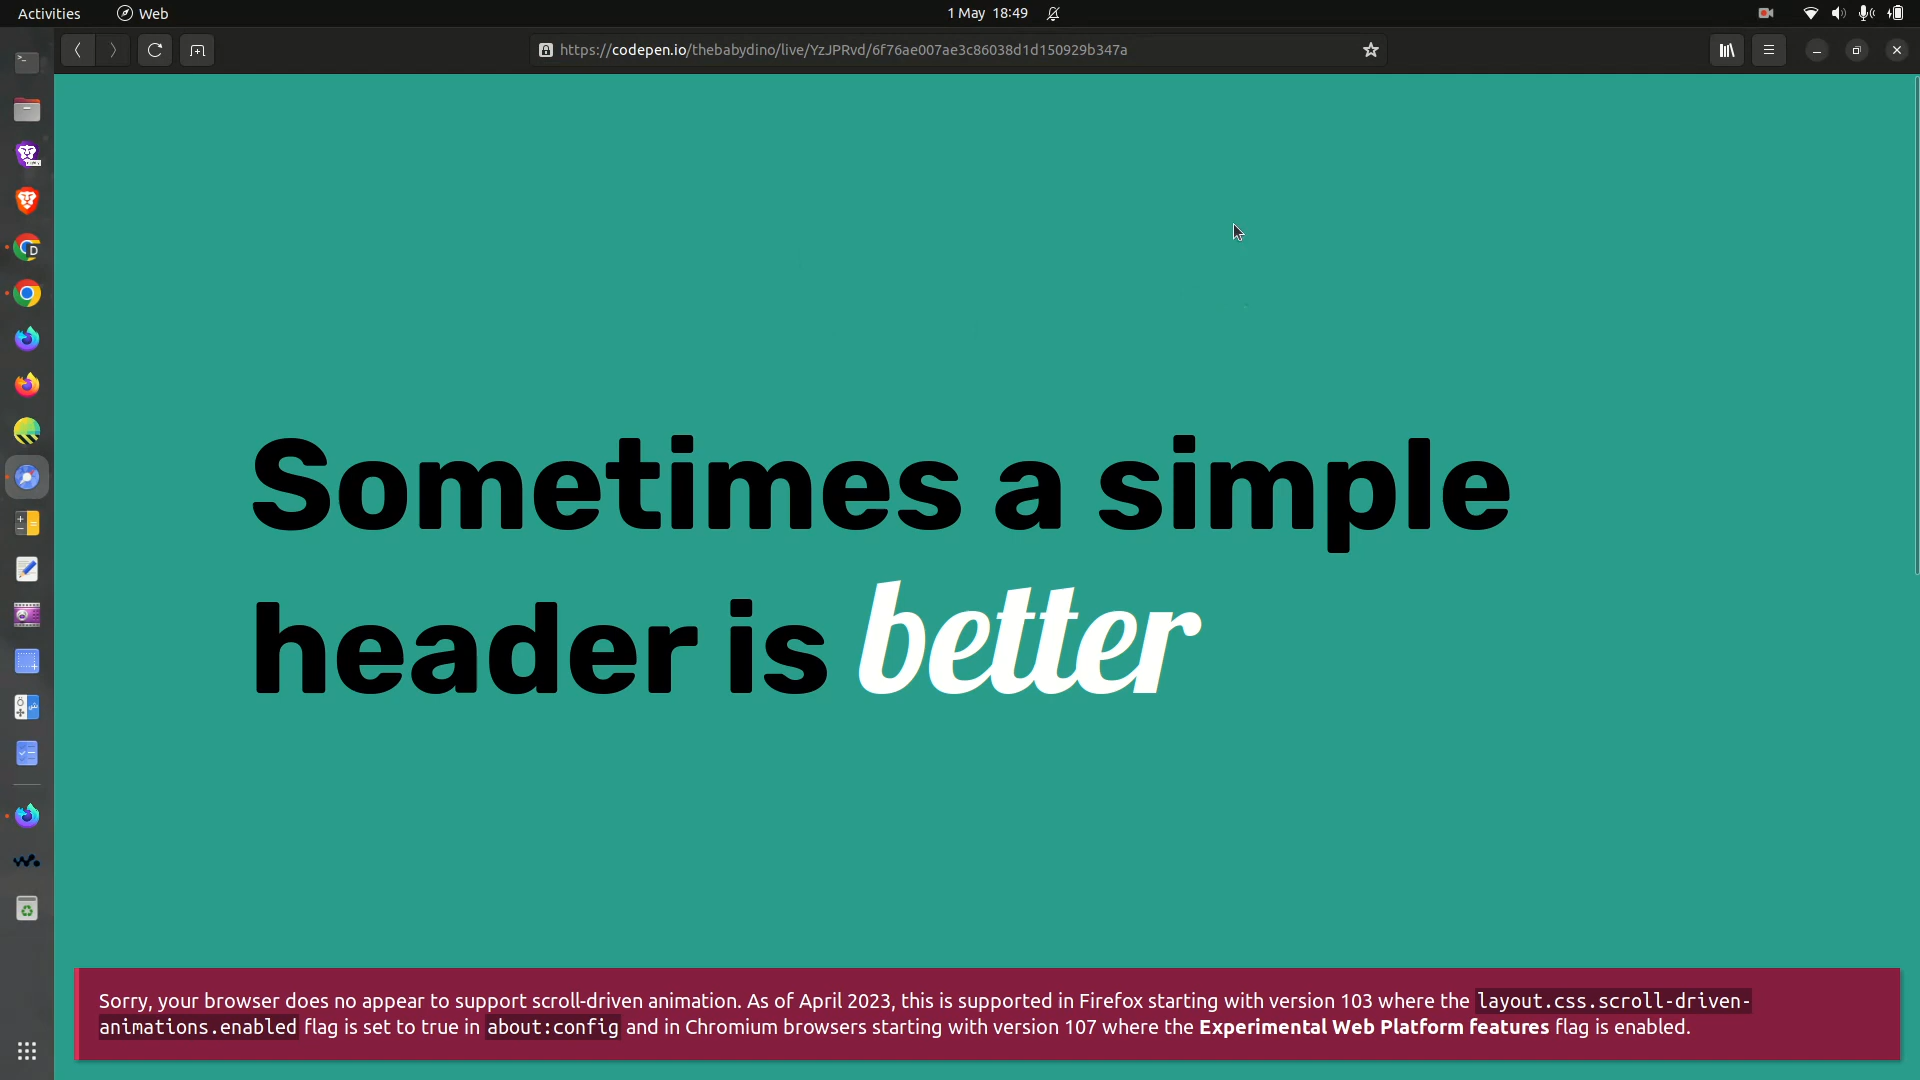 Activities Web 1 May 18:49
https://codepen.io/thebabydino/live/YzJPRvd/6f76ae007ae3c86038d1d150929b347a
Sometimes a simple
header is better
Sorry, your browser does no appear to support scroll-driven animation. As of April 2023, this is supported in Firefox starting with version 103 where the layout.css.scroll-driven-
animations.enabled flag is set to true in about:config and in Chromium browsers starting with version 107 where the Experimental Web Platform features flag is enabled.